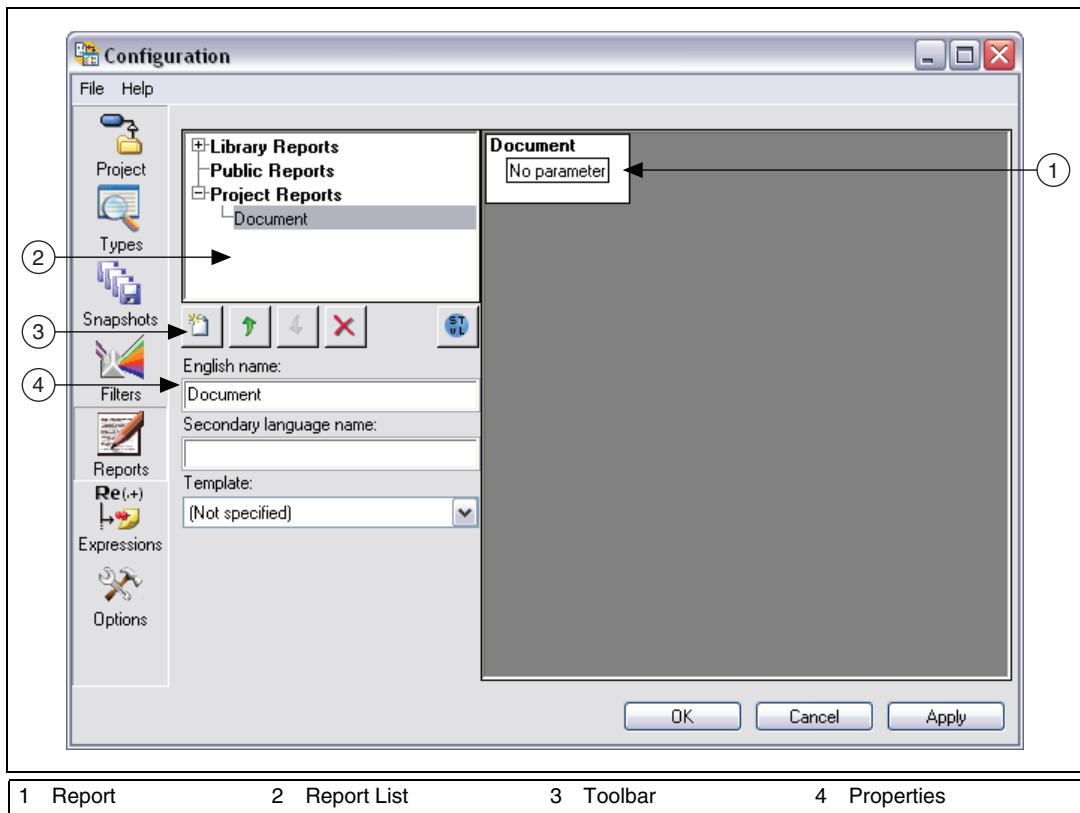 Configuration
File Help
Project
Types
Snapshots
Filters
Reports
Re(.+)
Expressions
Options
Library Reports
Public Reports
Project Reports
Document
ST
VL
English name:
Document
Secondary language name:
Template:
(Not specified)
Document
No parameter
OK Cancel Apply
1
2
3
4
1 Report 2 Report List 3 Toolbar 4 Properties